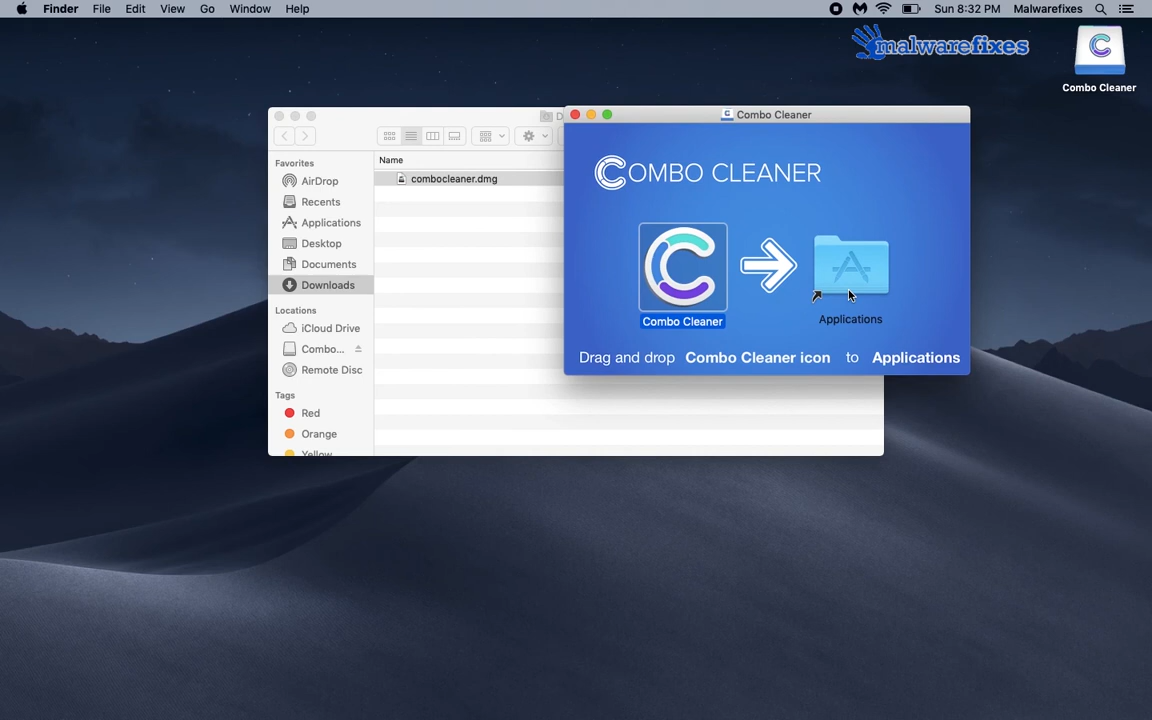 Finder File Edit View Go Window Help
Sun 8:32 PM Malwarefixes
malwarefixes
Combo Cleaner
Combo Cleaner
COMBO CLEANER
Combo Cleaner
Applications
Drag and drop Combo Cleaner icon to Applications
Name
combocleaner.dmg
Favorites
AirDrop
Recents
Applications
Desktop
Documents
Downloads
Locations
iCloud Drive
Combo...
Remote Disc
Tags
Red
Orange
Yellow